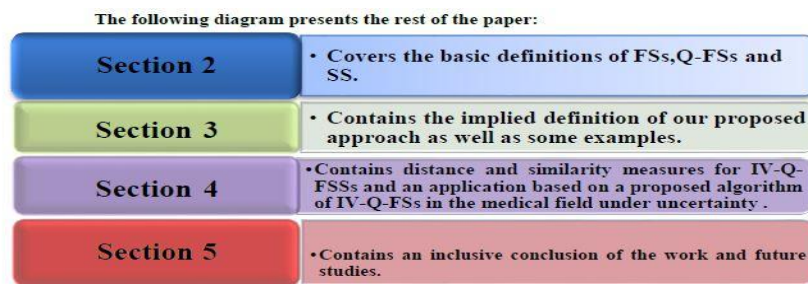 The following diagram presents the rest of the paper:
Section 2
• Covers the basic definitions of FSs,Q-FSs and
SS.
Section 3
• Contains the implied definition of our proposed
approach as well as some examples.
Section 4
•Contains distance and similarity measures for IV-Q-
FSSs and an application based on a proposed algorithm
of IV-Q-FSs in the medical field under uncertainty .
Section 5
•Contains an inclusive conclusion of the work and future
studies.